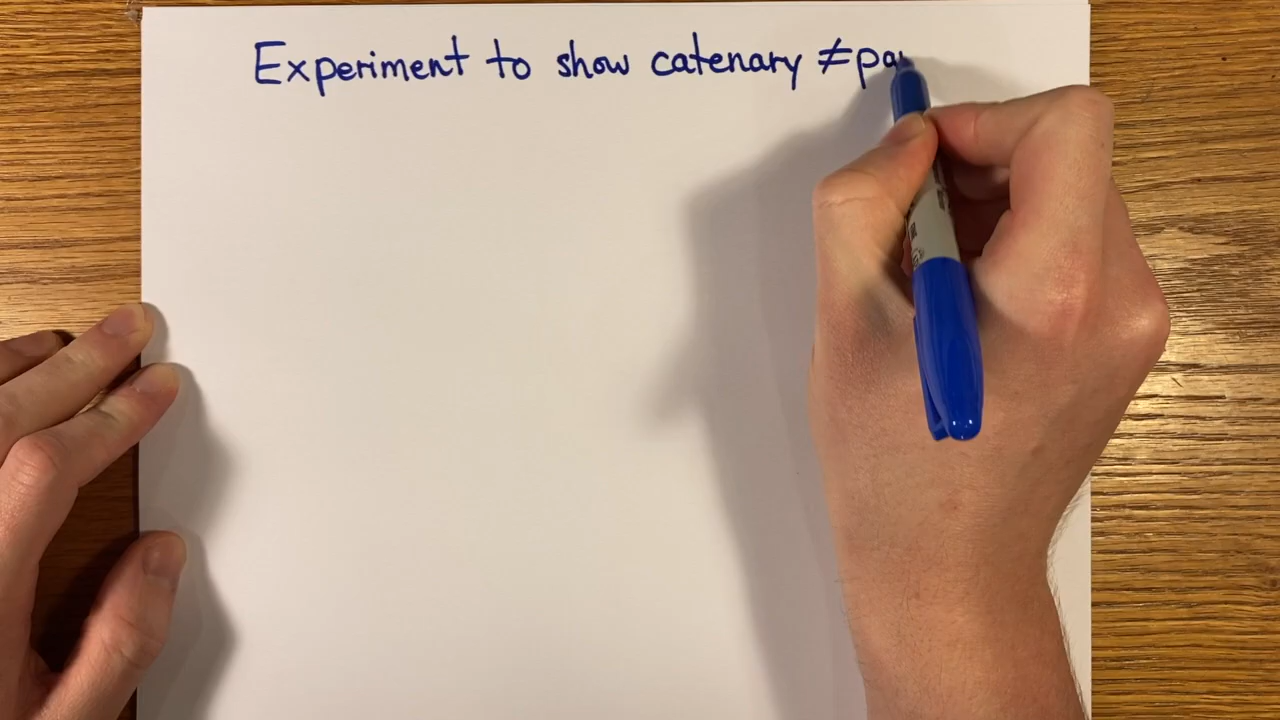 Experiment to show catenary ≠ pa